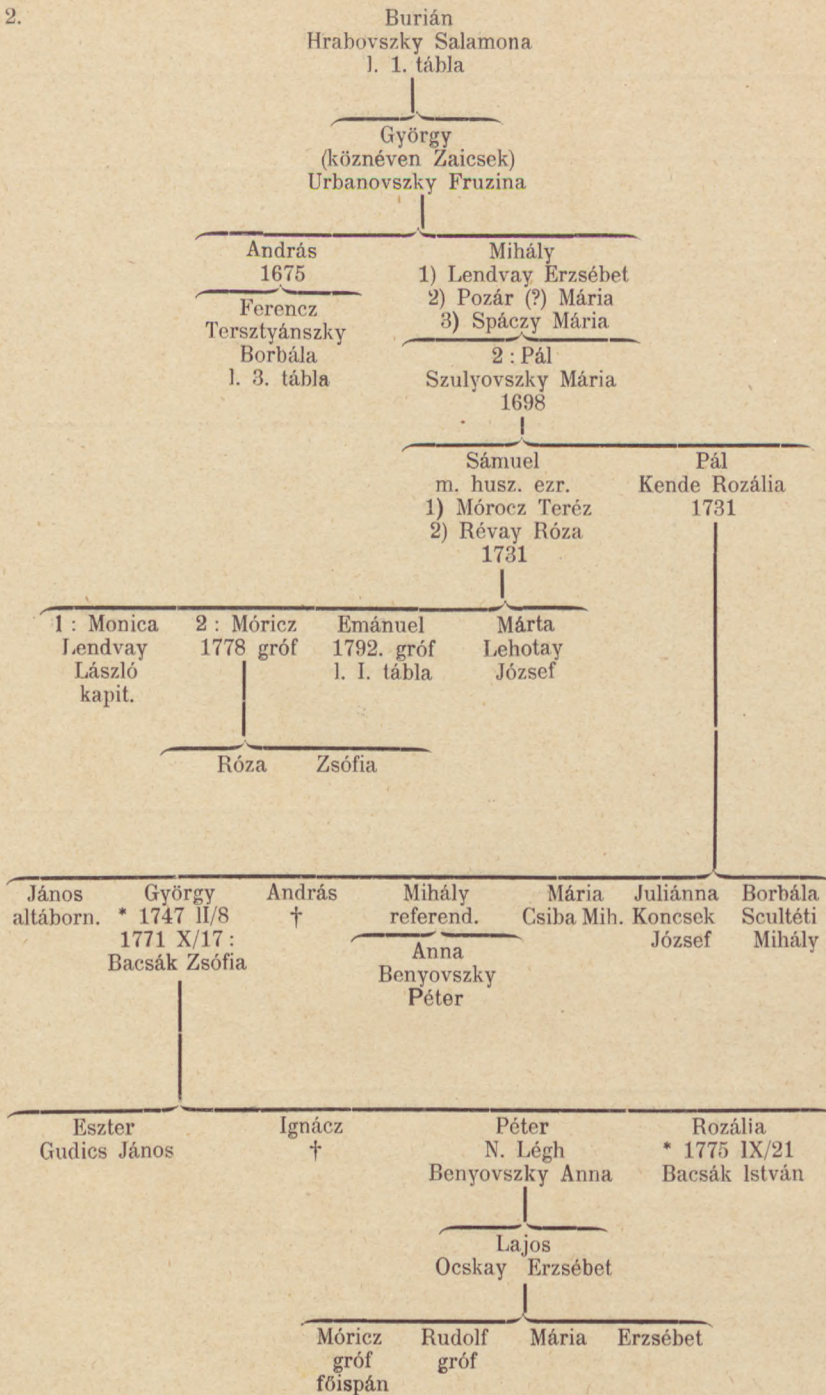 2.
Burián
Hrabovszky Salamona
l. 1. tábla
György
(köznéven Zaicsek)
Urbanovszky Fruzina
András
1675
Ferencz
Tersztyánszky
Borbála
l. 3. tábla
Mihály
1) Lendvay Erzsébet
2) Pozár (?) Mária
3) Spáczy Mária
2 : Pál
Szulyovszky Mária
1698
Sámuel
m. husz. ezr.
1) Mórocz Teréz
2) Révay Róza
1731
Pál
Kende Rozália
1731
1 : Monica
Lendvay
László
kapit.
2 : Móricz
1778 gróf
Emánuel
1792. gróf
l. I. tábla
Márta
Lehotay
József
Róza
Zsófia
János
altáborn.
György
* 1747 II/8
1771 X/17 :
Bacsák Zsófia
András
†
Mihály
referend.
Anna
Benyovszky
Péter
Mária
Csiba Mih.
Juliánna
Koncsek
József
Borbála
Scultéti
Mihály
Eszter
Gudics János
Ignácz
†
Péter
N. Légh
Benyovszky Anna
Rozália
* 1775 IX/21
Bacsák István
Lajos
Ocskay Erzsébet
Móricz
gróf
főispán
Rudolf
gróf
Mária
Erzsébet